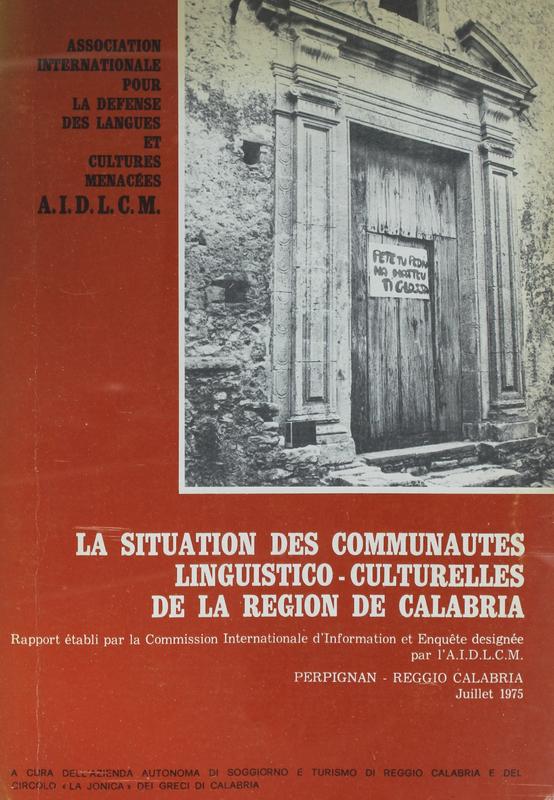 ASSOCIATION
INTERNATIONALE
POUR
LA DEFENSE
DES LANGUES
ET
CULTURES
MENACÉES
A.I.D.L.C.M.
PETE TU PEDIU
NA MATTEU
TI GLOSSA
LA SITUATION DES COMMUNAUTES
LINGUISTICO - CULTURELLES
DE LA REGION DE CALABRIA
Rapport établi par la Commission Internationale d'Information et Enquête designée
par l'A.I.D.L.C.M.
PERPIGNAN - REGGIO CALABRIA
Juillet 1975
A CURA DELL'AZIENDA AUTONOMA DI SOGGIORNO E TURISMO DI REGGIO CALABRIA E DEL
CIRCOLO «LA JONICA» DEI GRECI DI CALABRIA